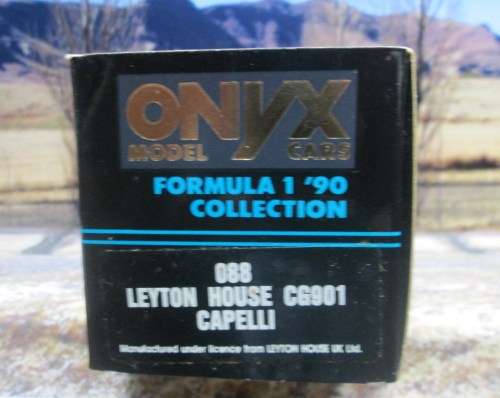 ONYX
MODEL CARS
FORMULA 1 '90
COLLECTION
088
LEYTON HOUSE CG901
CAPELLI
Manufactured under licence from LEYTON HOUSE UK Ltd.